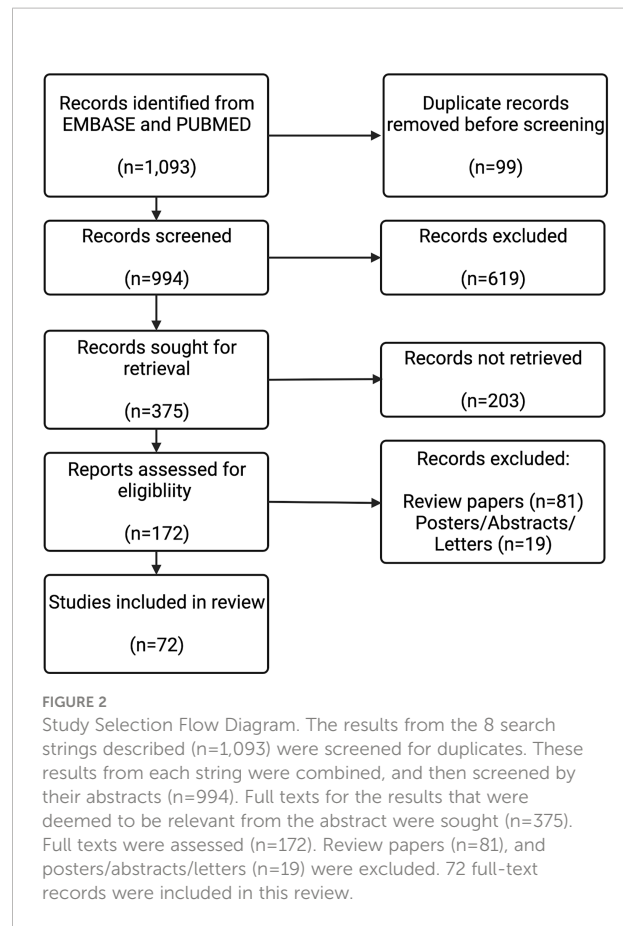 Records identified from
EMBASE and PUBMED
(n=1,093)
Duplicate records
removed before screening
(n=99)
Records screened
(n=994)
Records excluded
(n=619)
Records sought for
retrieval
(n=375)
Records not retrieved
(n=203)
Reports assessed for
eligibliity
(n=172)
Records excluded:
Review papers (n=81)
Posters/Abstracts/
Letters (n=19)
Studies included in review
(n=72)
FIGURE 2
Study Selection Flow Diagram. The results from the 8 search
strings described (n=1,093) were screened for duplicates. These
results from each string were combined, and then screened by
their abstracts (n=994). Full texts for the results that were
deemed to be relevant from the abstract were sought (n=375).
Full texts were assessed (n=172). Review papers (n=81), and
posters/abstracts/letters (n=19) were excluded. 72 full-text
records were included in this review.